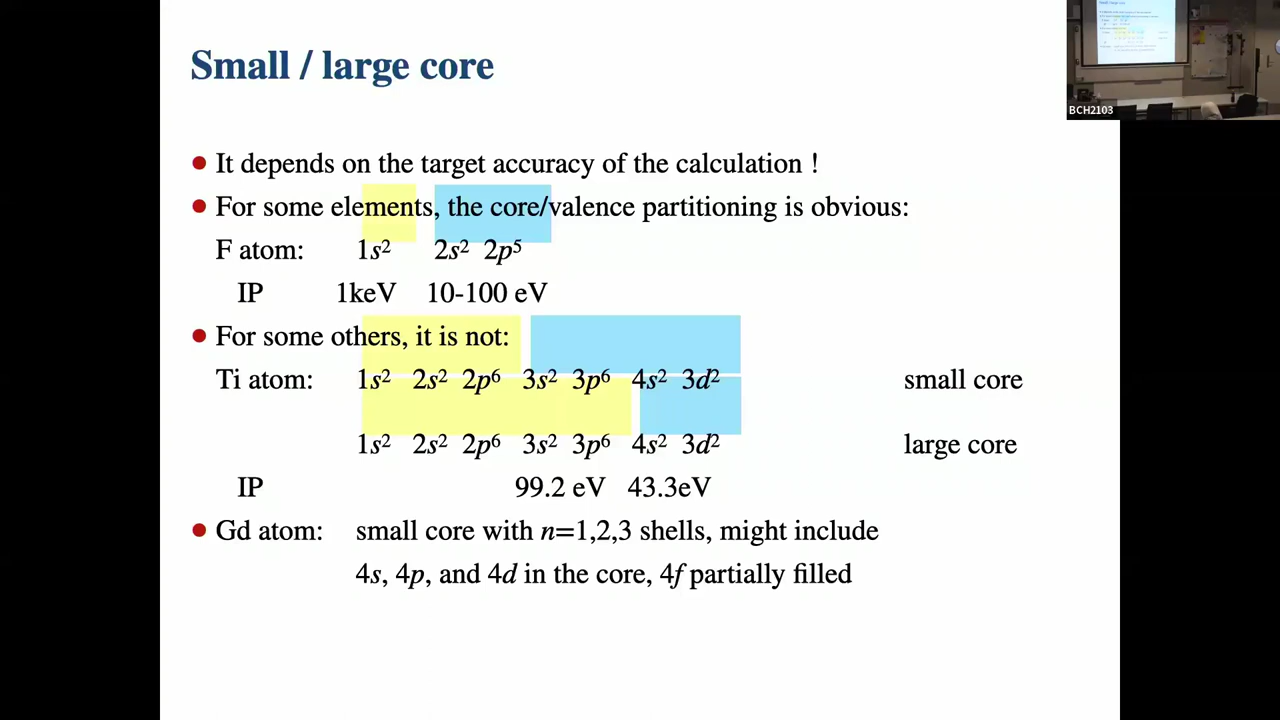 Small / large core
BCH2103
• It depends on the target accuracy of the calculation !
• For some elements, the core/valence partitioning is obvious:
F atom: 1s² 2s² 2p⁵
IP 1keV 10-100 eV
• For some others, it is not:
Ti atom: 1s² 2s² 2p⁶ 3s² 3p⁶ 4s² 3d² small core
1s² 2s² 2p⁶ 3s² 3p⁶ 4s² 3d² large core
IP 99.2 eV 43.3eV
• Gd atom: small core with n=1,2,3 shells, might include
4s, 4p, and 4d in the core, 4f partially filled